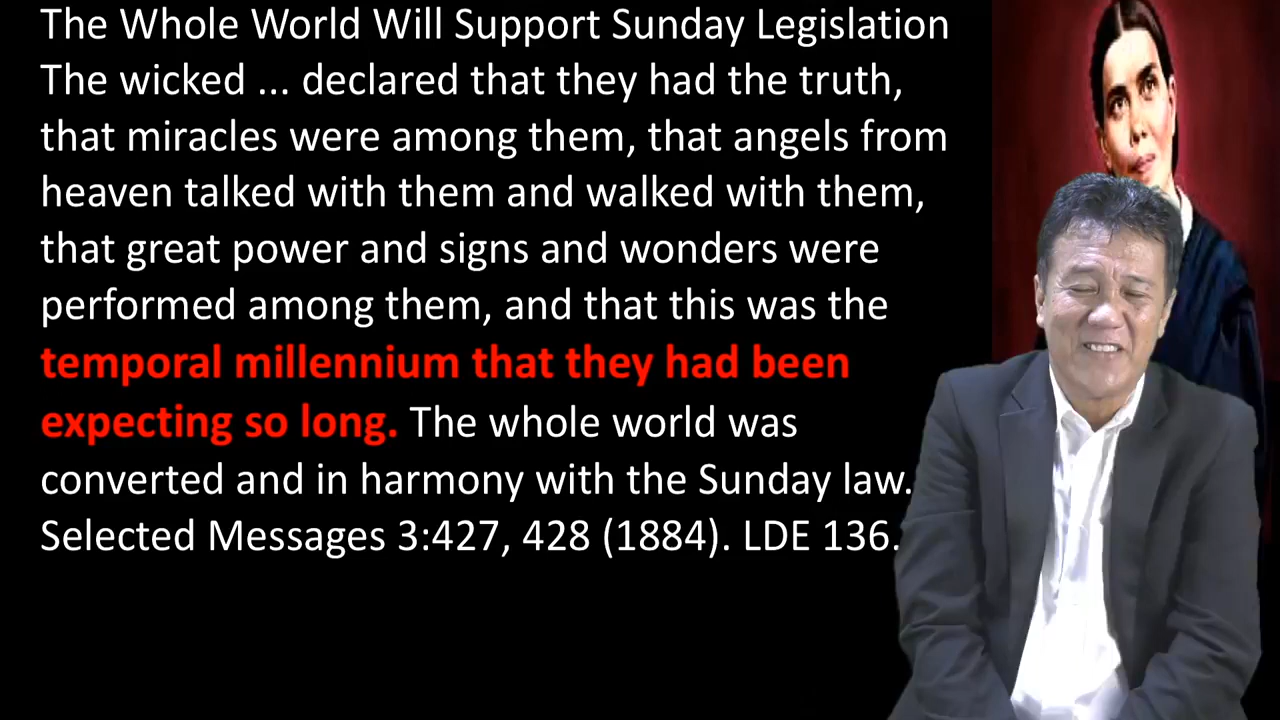 The Whole World Will Support Sunday Legislation
The wicked ... declared that they had the truth,
that miracles were among them, that angels from
heaven talked with them and walked with them,
that great power and signs and wonders were
performed among them, and that this was the
temporal millennium that they had been
expecting so long. The whole world was
converted and in harmony with the Sunday law.
Selected Messages 3:427, 428 (1884). LDE 136.